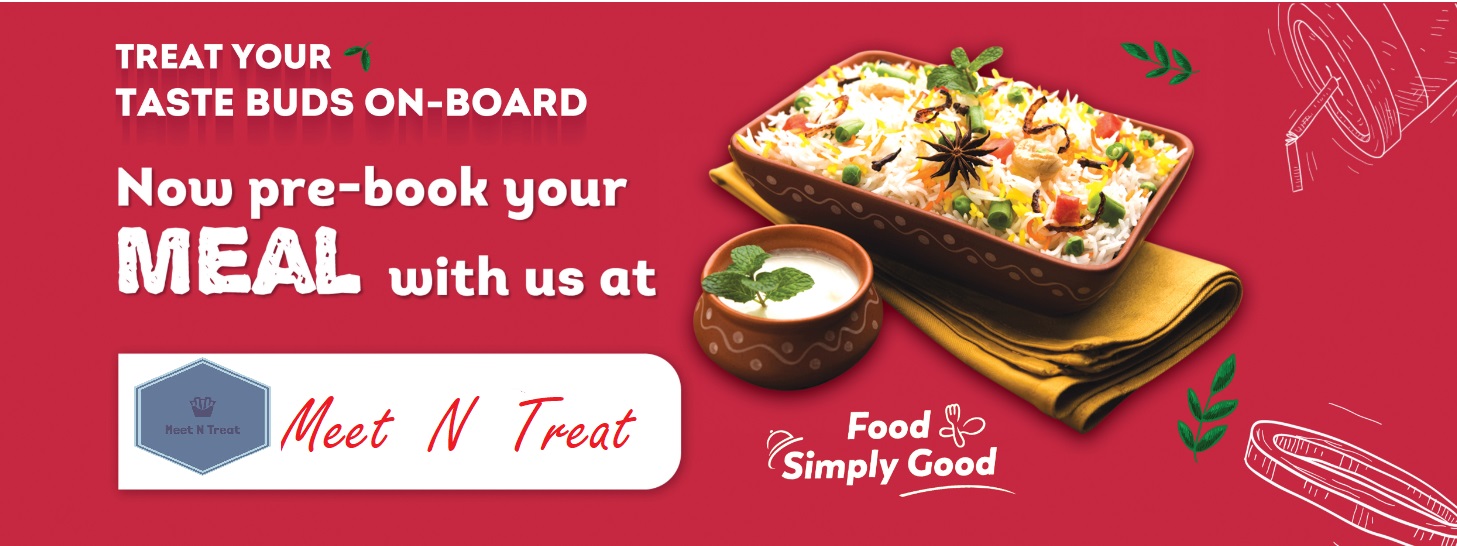 TREAT YOUR
TASTE BUDS ON-BOARD
Now pre-book your
MEAL with us at
Meet N Treat
Meet N Treat
Food
Simply Good